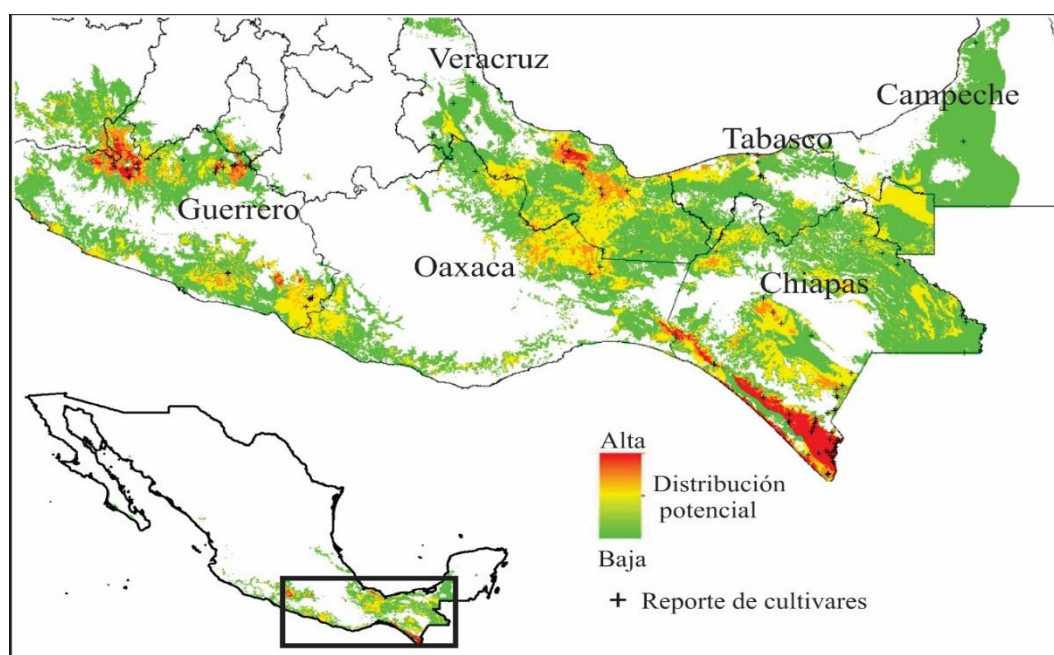 Veracruz
Campeche
Tabasco
Guerrero
Oaxaca
Chiapas
Alta
Distribución
potencial
Baja
+ Reporte de cultivares